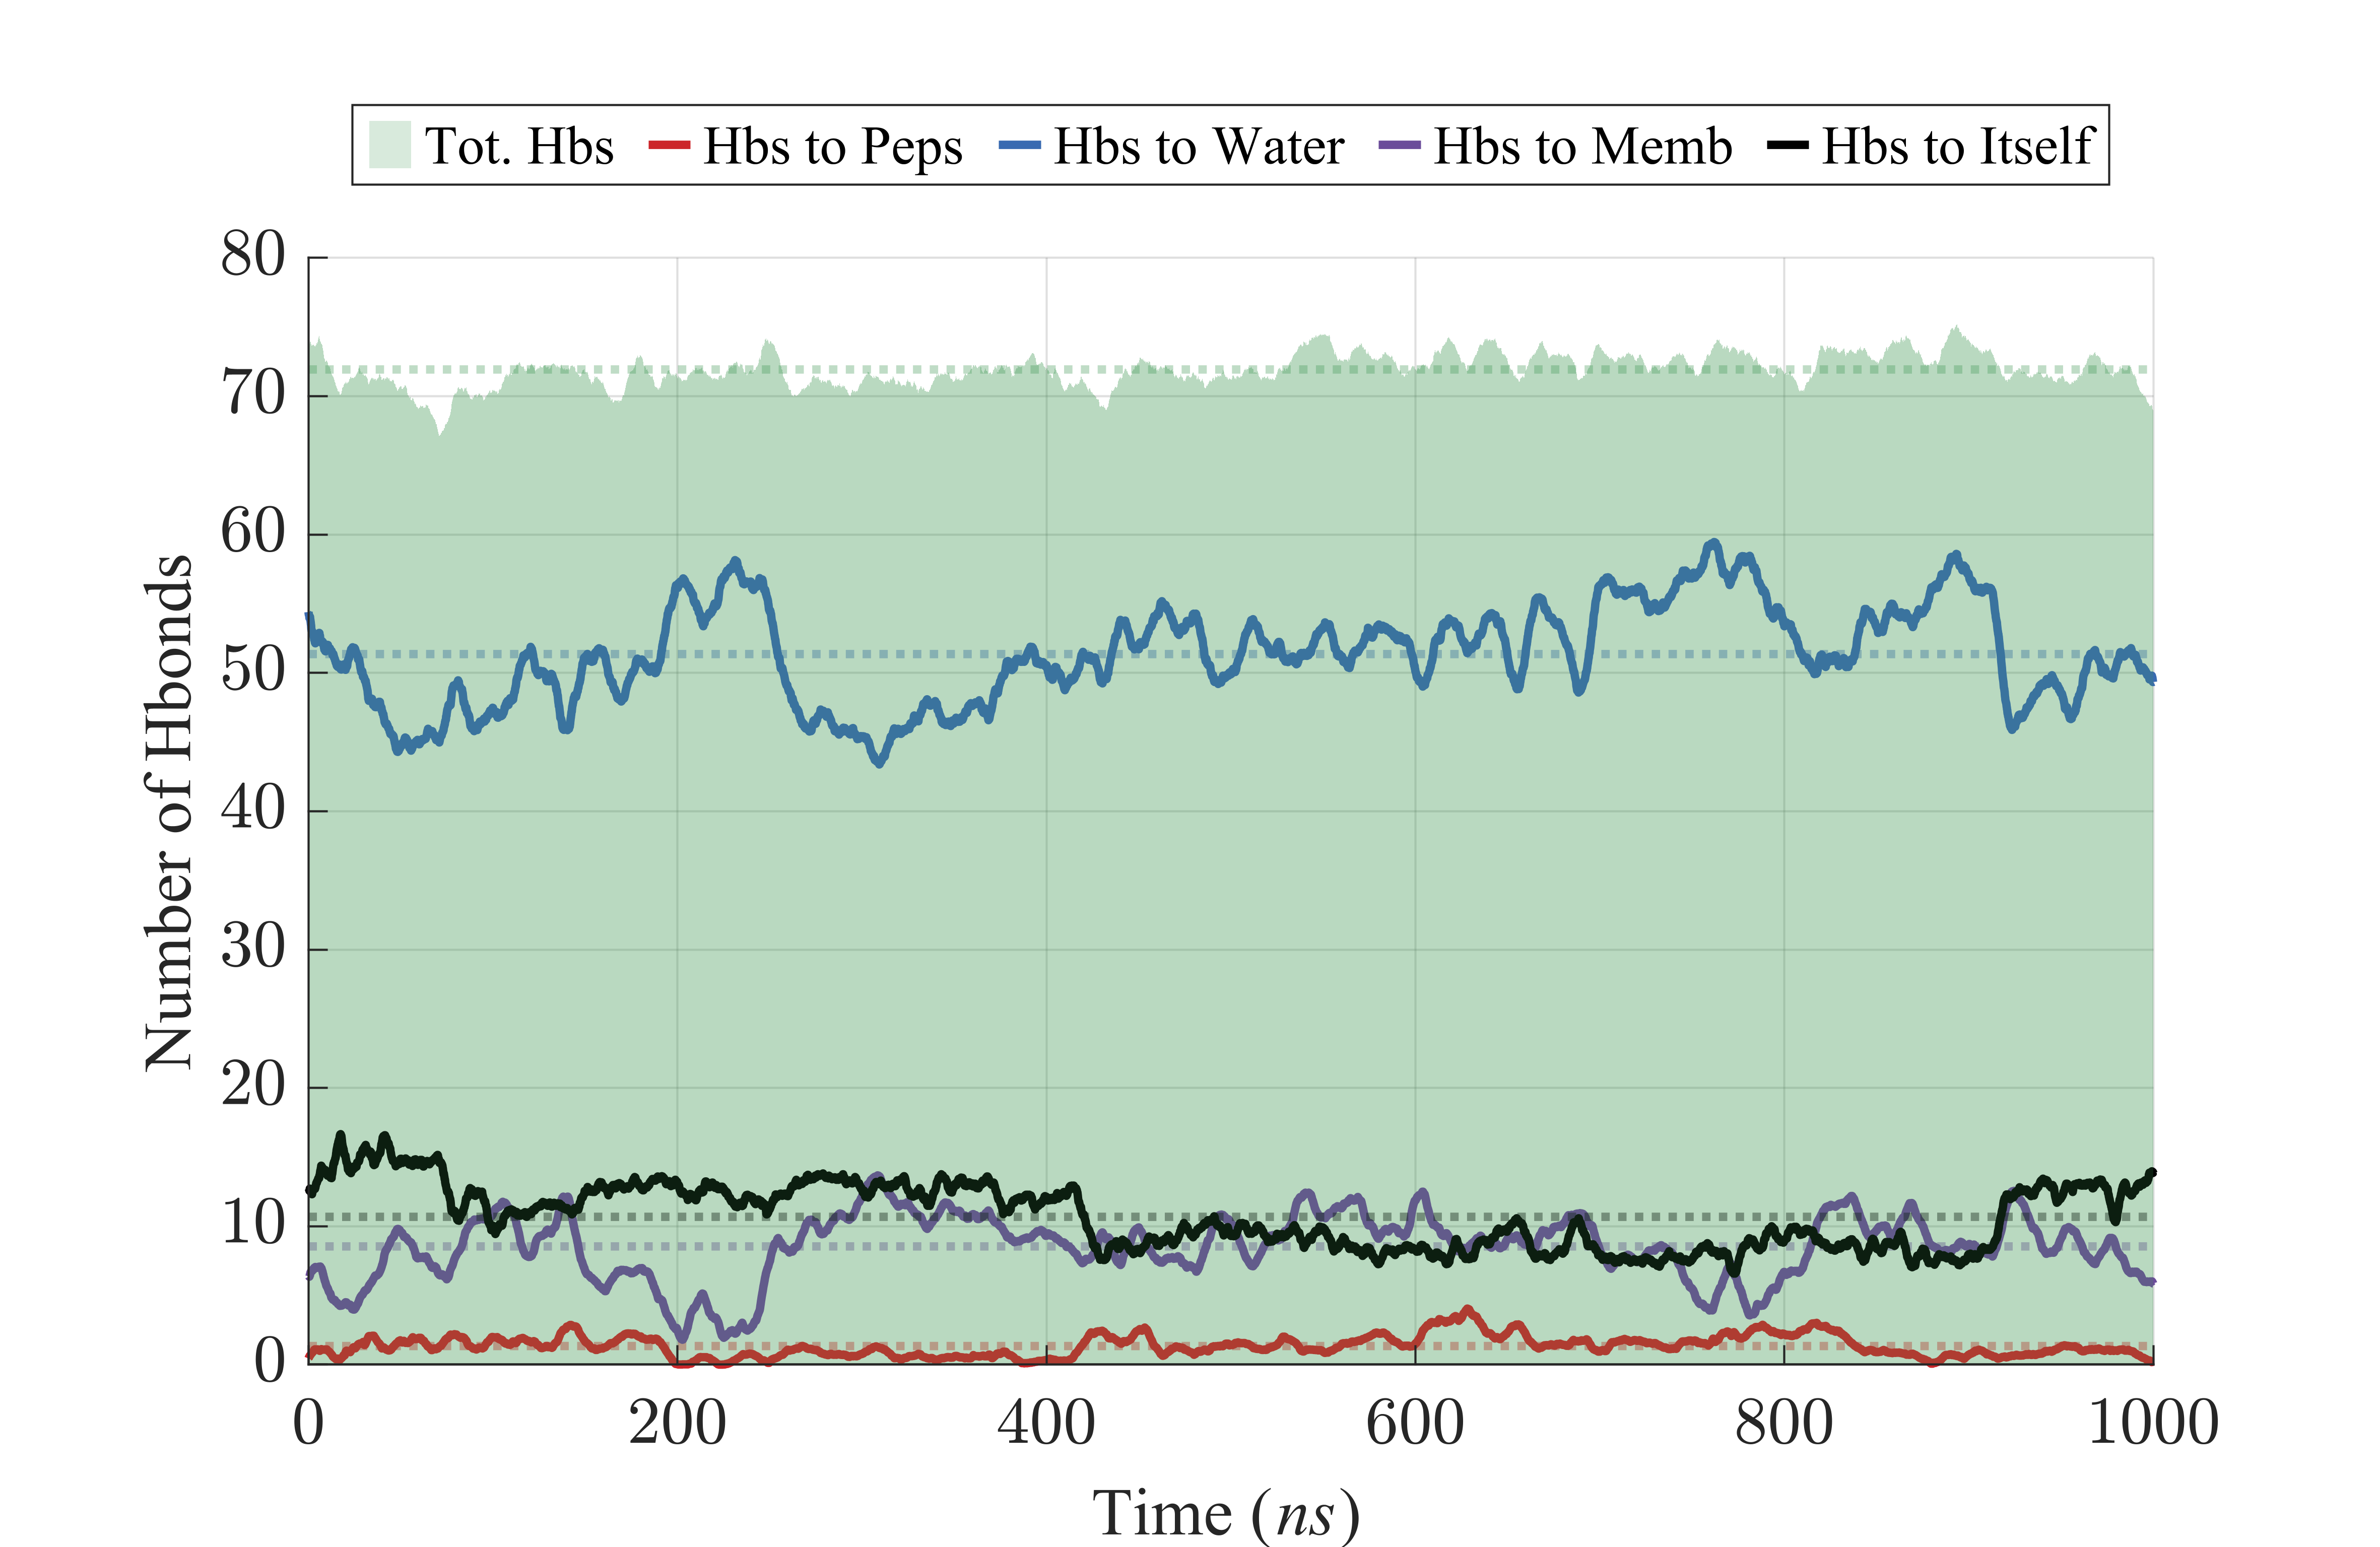 Tot. Hbs Hbs to Peps Hbs to Water Hbs to Memb Hbs to Itself
Number of Hbonds
80
70
60
50
40
30
20
10
0
0 200 400 600 800 1000
Time (ns)